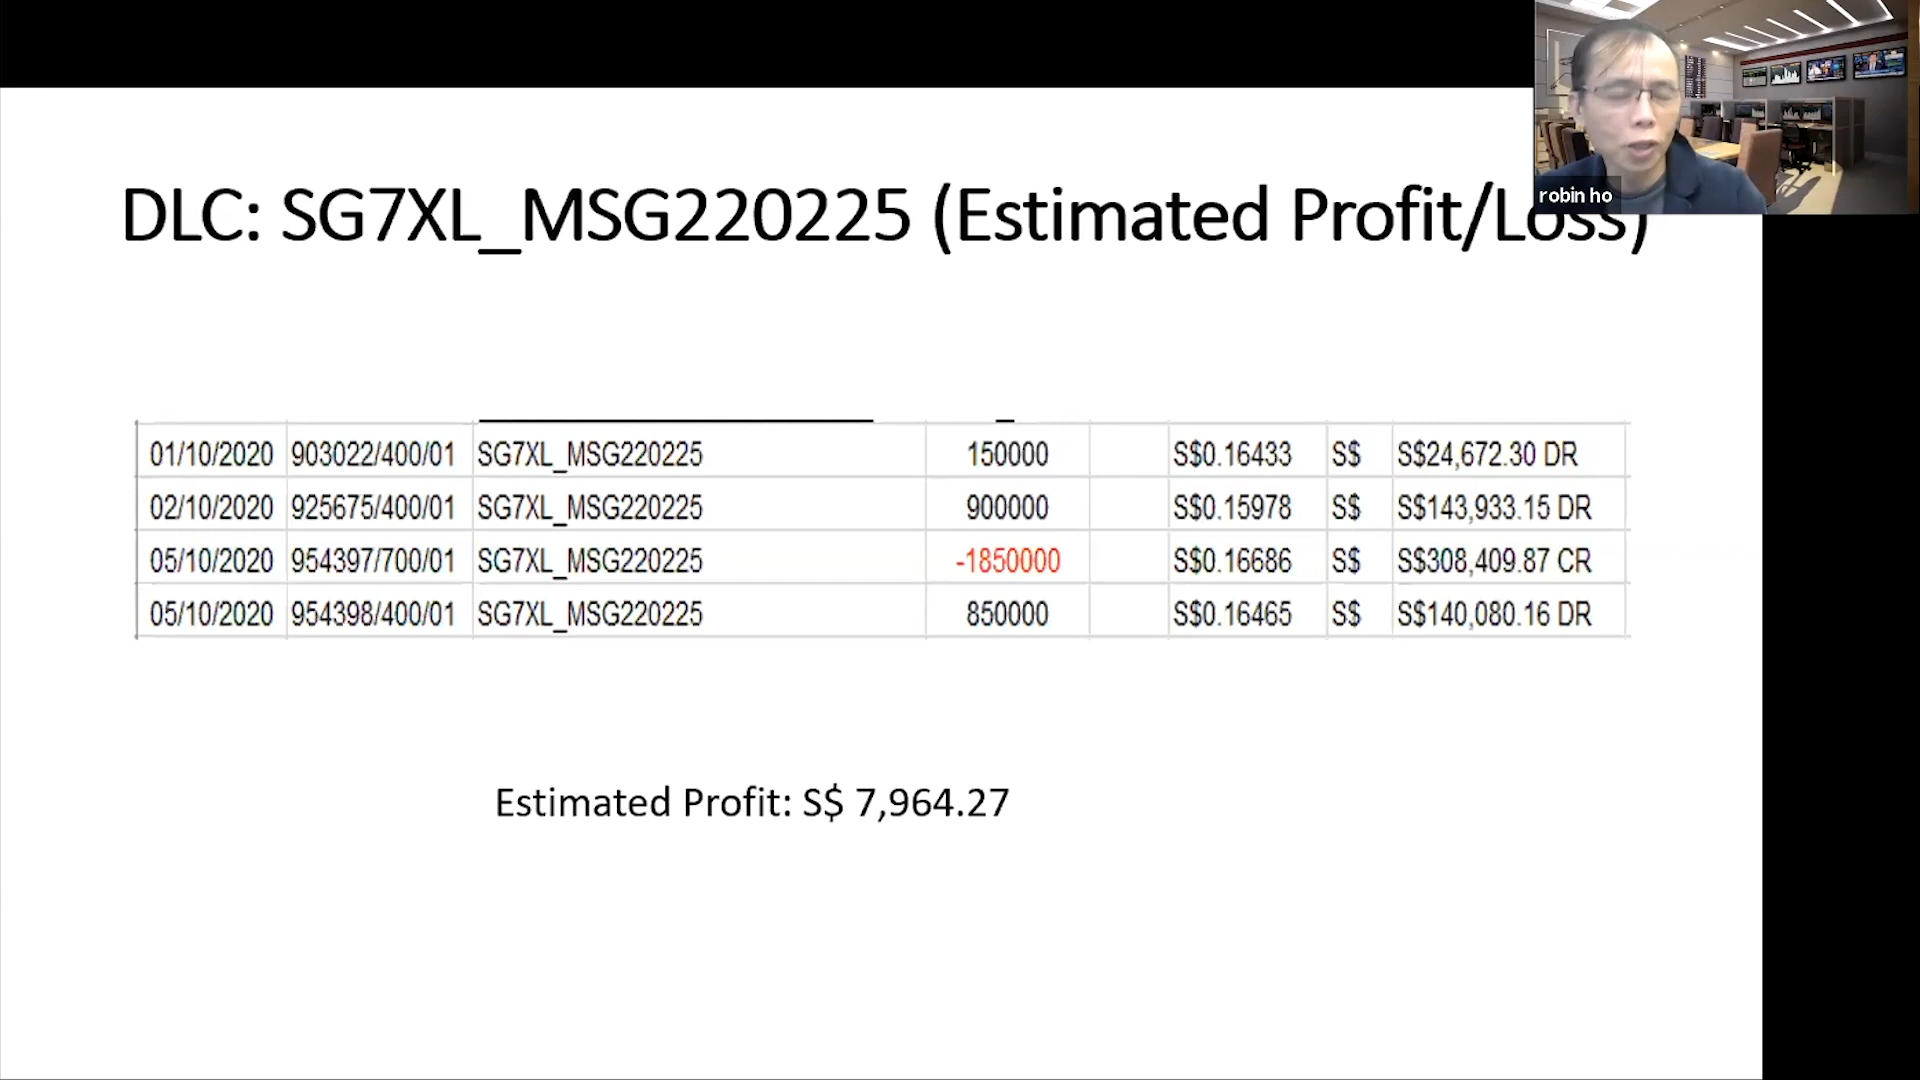 robin ho
DLC: SG7XL_MSG220225 (Estimated Profit/Loss)
01/10/2020 903022/400/01 SG7XL_MSG220225 150000 S$0.16433 S$ S$24,672.30 DR
02/10/2020 925675/400/01 SG7XL_MSG220225 900000 S$0.15978 S$ S$143,933.15 DR
05/10/2020 954397/700/01 SG7XL_MSG220225 -1850000 S$0.16686 S$ S$308,409.87 CR
05/10/2020 954398/400/01 SG7XL_MSG220225 850000 S$0.16465 S$ S$140,080.16 DR
Estimated Profit: S$ 7,964.27